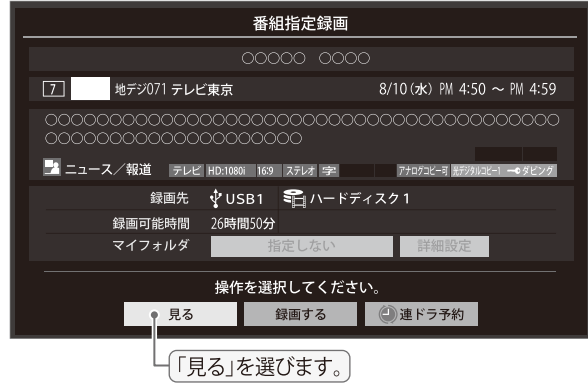 番組指定録画
○○○○○ ○○○○
7 地デジ071 テレビ東京 8/10(水) PM 4:50 ～ PM 4:59
○○○○○○○○○○○○○○○○○○○○○○○○○○○○○○○○○○
○○○○○○○○○○○○○○○○○
ニュース／報道 テレビ HD:1080i 16:9 ステレオ 字 アナログコピー可 光デジタルコピー1 ダビング
録画先 USB1 ハードディスク1
録画可能時間 26時間50分
マイフォルダ 指定しない 詳細設定
操作を選択してください。
見る 録画する 連ドラ予約
「見る」を選びます。